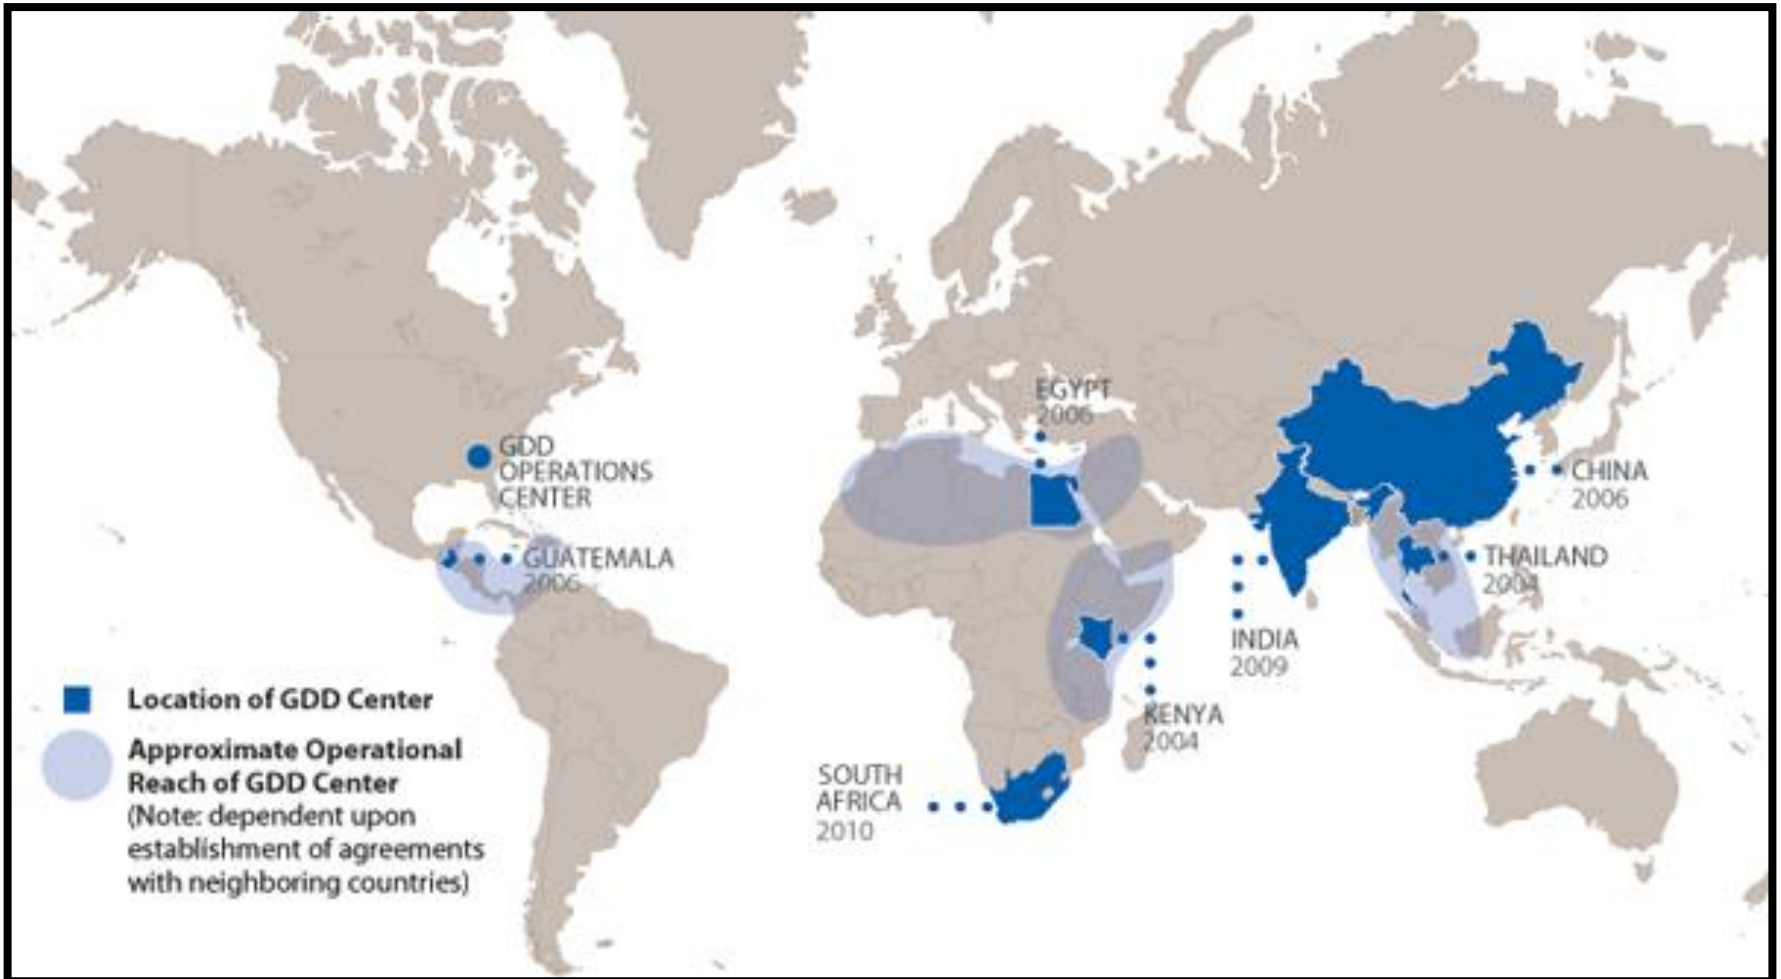 EGYPT
2006
GDD
OPERATIONS
CENTER
CHINA
2006
GUATEMALA
2006
THAILAND
2004
INDIA
2009
KENYA
2004
SOUTH
AFRICA
2010
Location of GDD Center
Approximate Operational
Reach of GDD Center
(Note: dependent upon
establishment of agreements
with neighboring countries)